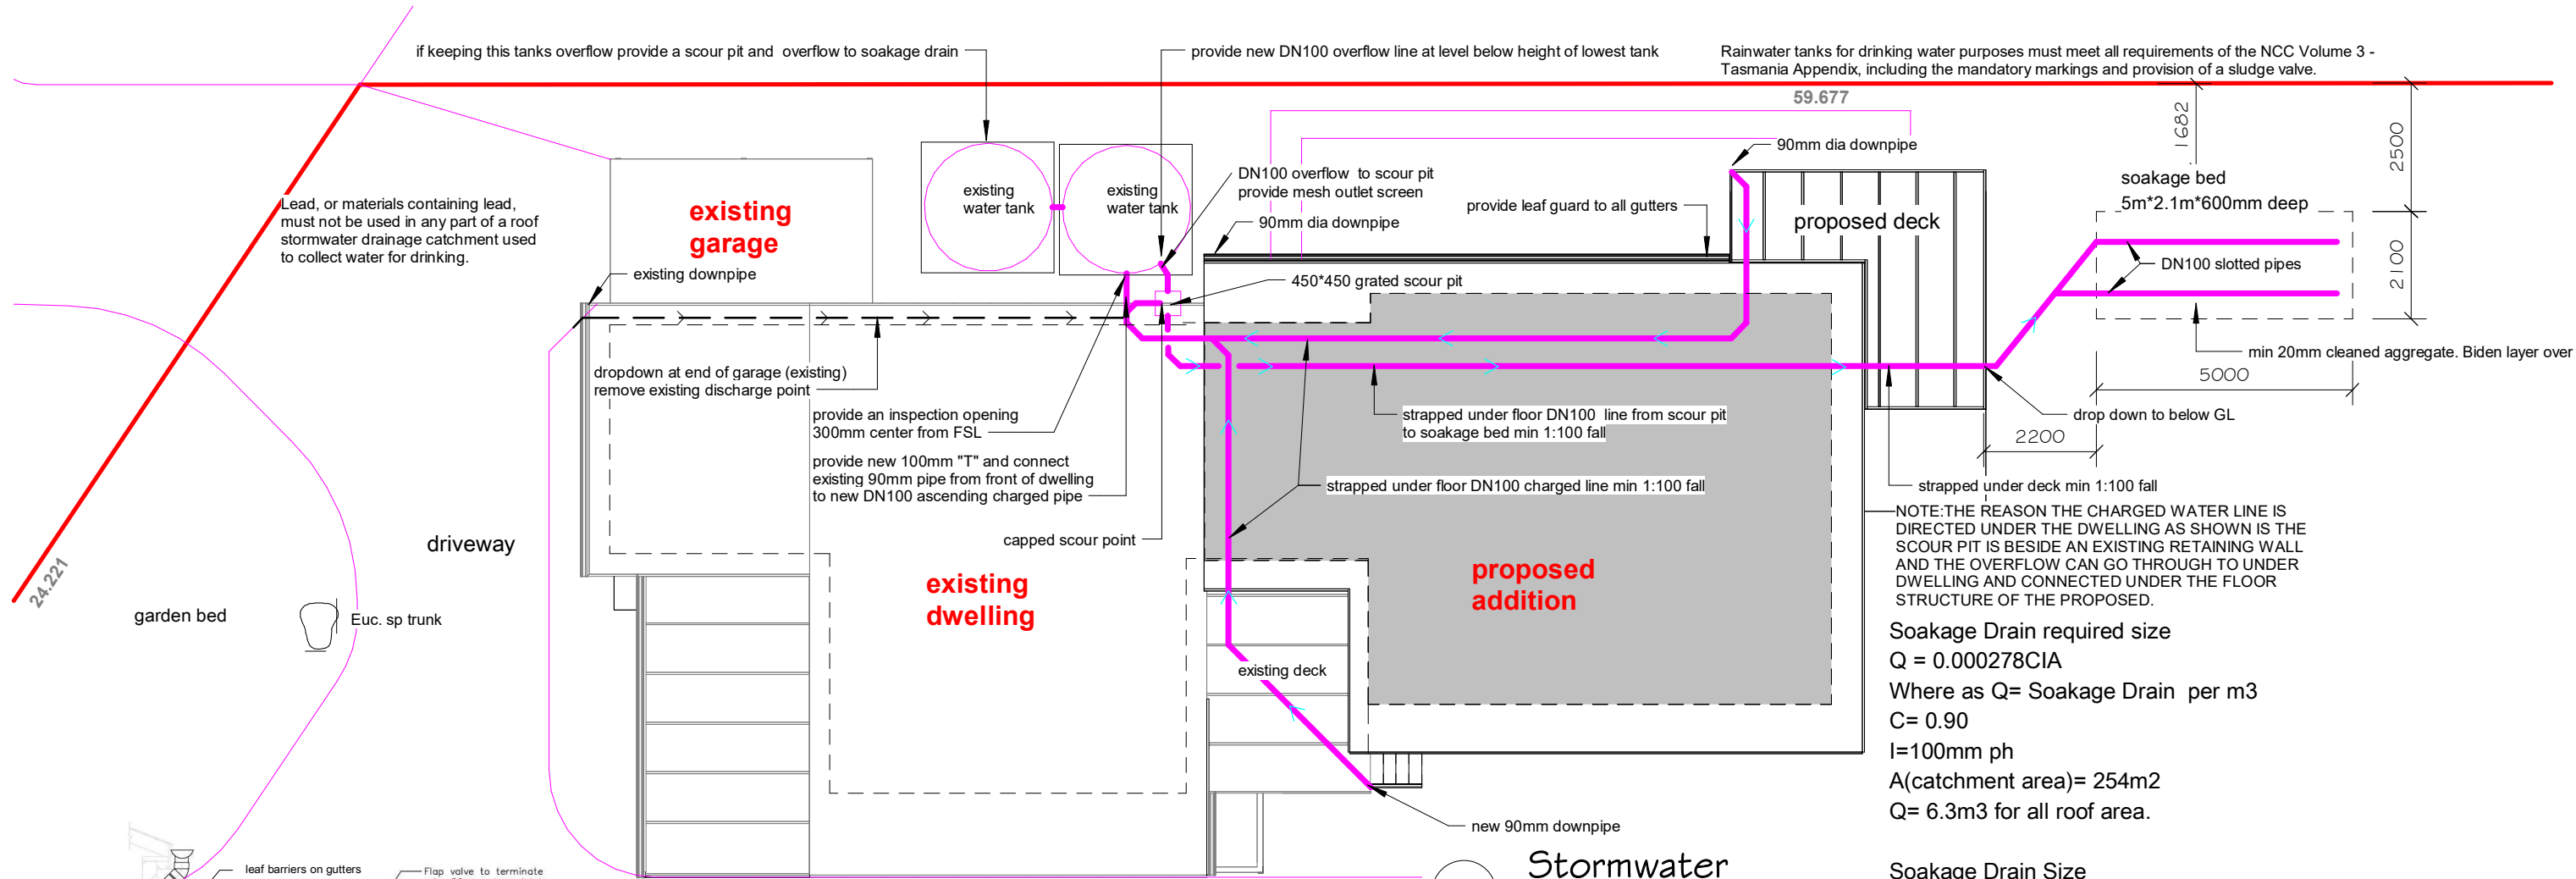 if keeping this tanks overflow provide a scour pit and overflow to soakage drain
provide new DN100 overflow line at level below height of lowest tank
Rainwater tanks for drinking water purposes must meet all requirements of the NCC Volume 3 -
Tasmania Appendix, including the mandatory markings and provision of a sludge valve.
59.677
1682
2500
90mm dia downpipe
DN100 overflow to scour pit
provide mesh outlet screen
existing
water tank
existing
water tank
soakage bed
5m*2.1m*600mm deep
Lead, or materials containing lead,
must not be used in any part of a roof
stormwater drainage catchment used
to collect water for drinking.
existing
garage
provide leaf guard to all gutters
proposed deck
90mm dia downpipe
2100
DN100 slotted pipes
existing downpipe
450*450 grated scour pit
min 20mm cleaned aggregate. Biden layer over
dropdown at end of garage (existing)
remove existing discharge point
5000
provide an inspection opening
300mm center from FSL
strapped under floor DN100 line from scour pit
to soakage bed min 1:100 fall
drop down to below GL
2200
provide new 100mm "T" and connect
existing 90mm pipe from front of dwelling
to new DN100 ascending charged pipe
strapped under floor DN100 charged line min 1:100 fall
strapped under deck min 1:100 fall
NOTE:THE REASON THE CHARGED WATER LINE IS
DIRECTED UNDER THE DWELLING AS SHOWN IS THE
SCOUR PIT IS BESIDE AN EXISTING RETAINING WALL
AND THE OVERFLOW CAN GO THROUGH TO UNDER
DWELLING AND CONNECTED UNDER THE FLOOR
STRUCTURE OF THE PROPOSED.
capped scour point
driveway
24.221
existing
dwelling
proposed
addition
garden bed
Euc. sp trunk
existing deck
Soakage Drain required size
Q = 0.000278CIA
Where as Q= Soakage Drain per m3
C= 0.90
I=100mm ph
A(catchment area)= 254m2
Q= 6.3m3 for all roof area.
new 90mm downpipe
Stormwater
leaf barriers on gutters
Flap valve to terminate
Soakage Drain Size